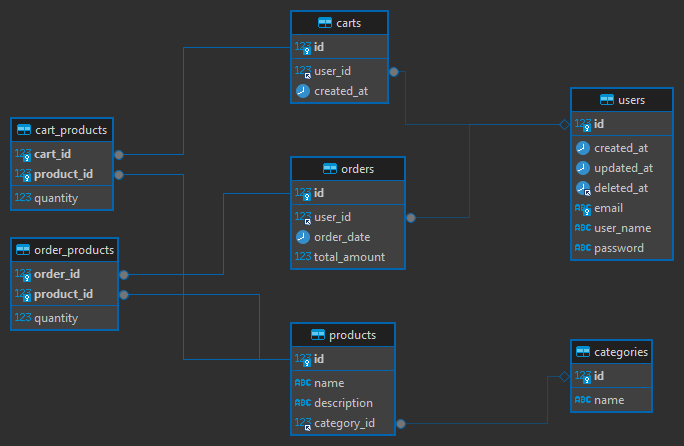 carts
123 id
123 user_id
created_at
users
123 id
created_at
updated_at
deleted_at
ABC email
ABC user_name
ABC password
cart_products
123 cart_id
123 product_id
123 quantity
orders
123 id
123 user_id
order_date
123 total_amount
order_products
123 order_id
123 product_id
123 quantity
products
123 id
ABC name
ABC description
123 category_id
categories
123 id
ABC name